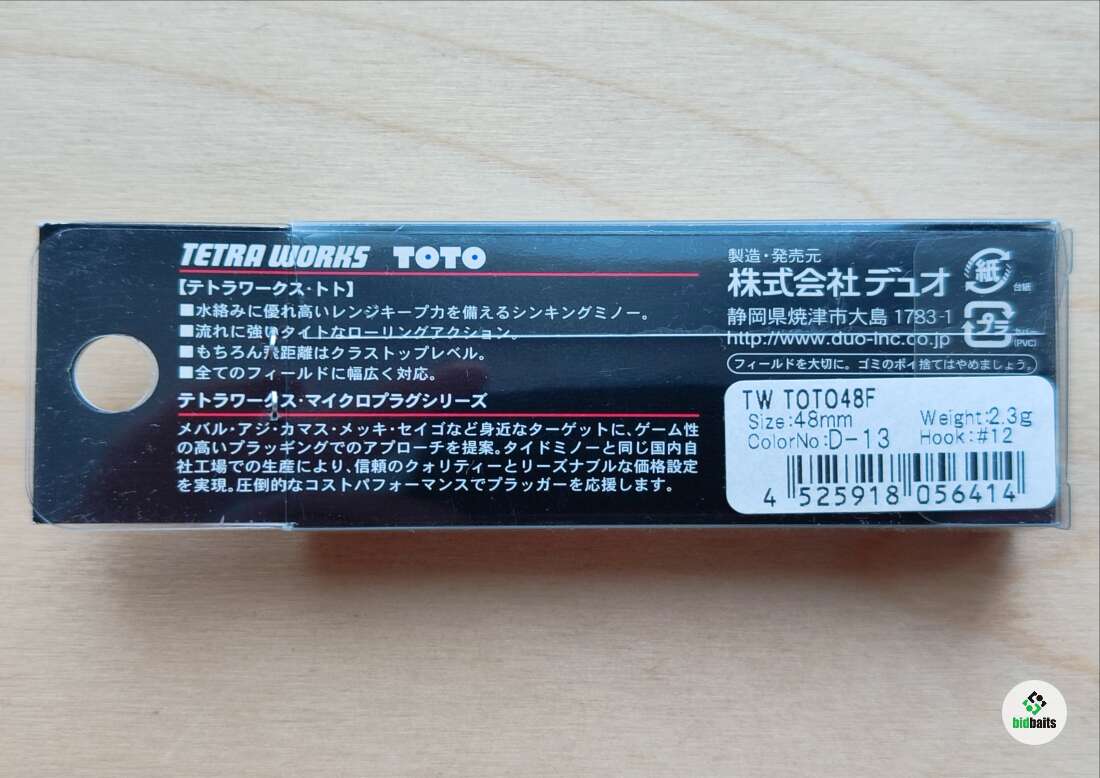 TETRA WORKS TOTO
【テトラワークス・トト】
■水絡みに優れ高いレンジキープ力を備えるシンキングミノー。
■流れに強いタイトなローリングアクション。
■もちろん飛距離はクラストップレベル。
■全てのフィールドに幅広く対応。
テトラワークス・マイクロプラグシリーズ
メバル・アジ・カマス・メッキ・セイゴなど身近なターゲットに、ゲーム性
の高いプラッギングでのアプローチを提案。タイドミノーと同じ国内自
社工場での生産により、信頼のクォリティーとリーズナブルな価格設定
を実現。圧倒的なコストパフォーマンスでプラッガーを応援します。
製造・発売元
株式会社デュオ
静岡県焼津市大島 1783-1
http://www.duo-inc.co.jp
紙
台紙
プラ
カバー
(PVC)
フィールドを大切に。ゴミのポイ捨てはやめましょう。
TW TOTO48F
Size:48mm Weight:2.3g
ColorNo:D-13 Hook:#12
4 525918 056414
bidbaits